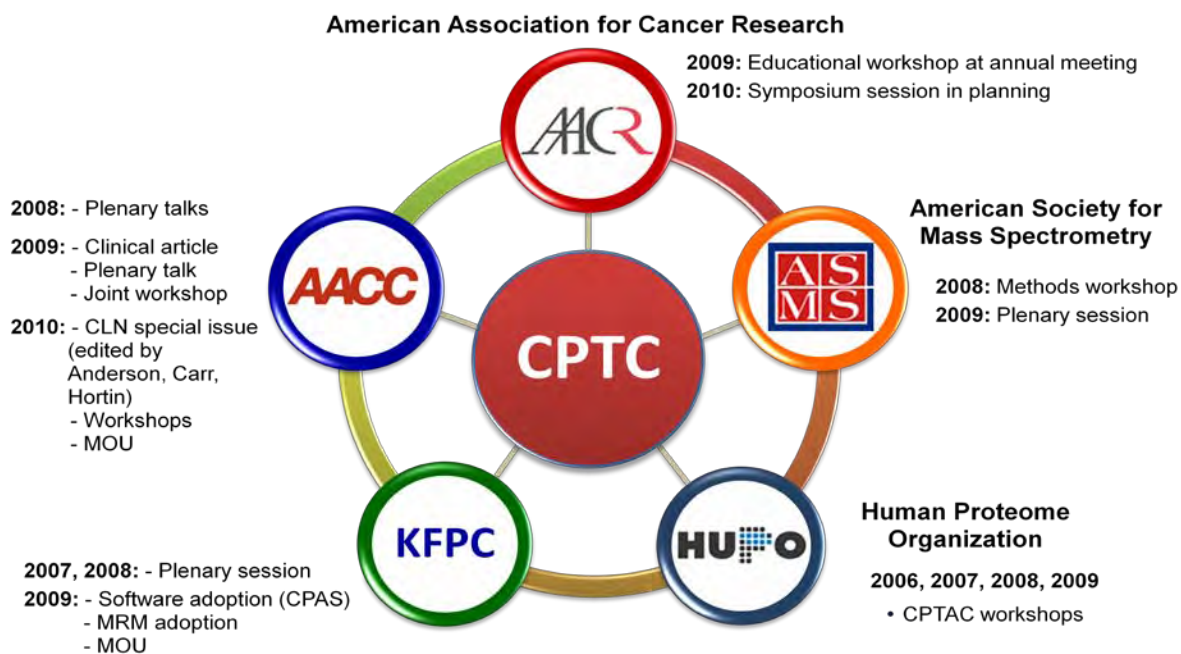 American Association for Cancer Research
2009: Educational workshop at annual meeting
2010: Symposium session in planning
AACR
2008: - Plenary talks
2009: - Clinical article
- Plenary talk
- Joint workshop
2010: - CLN special issue
(edited by
Anderson, Carr,
Hortin)
- Workshops
- MOU
AACC
CPTC
American Society for
Mass Spectrometry
2008: Methods workshop
2009: Plenary session
AS
MS
KFPC
2007, 2008: - Plenary session
2009: - Software adoption (CPAS)
- MRM adoption
- MOU
HUPO
Human Proteome
Organization
2006, 2007, 2008, 2009
• CPTAC workshops